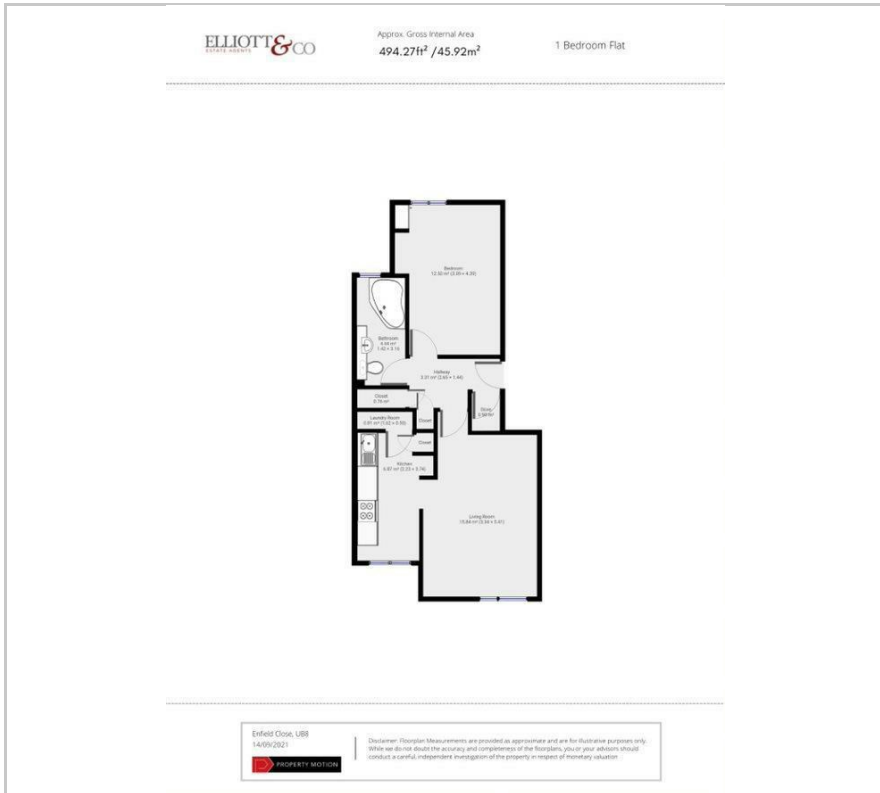 ELLIOTT&CO
ESTATE AGENTS
Approx. Gross Internal Area
494.27ft² /45.92m²
1 Bedroom Flat
Bedroom
Bathroom
Hallway
Closet
0.76 m²
Store
Laundry Room
Closet
Closet
Kitchen
Living Room
Enfield Close, UB8
14/09/2021
PROPERTY MOTION
Disclaimer: Floorplan Measurements are provided as approximate and are for illustrative purposes only.
While we do not doubt the accuracy and completeness of the floorplans, you or your advisors should
conduct a careful, independent investigation of the property in respect of monetary valuation